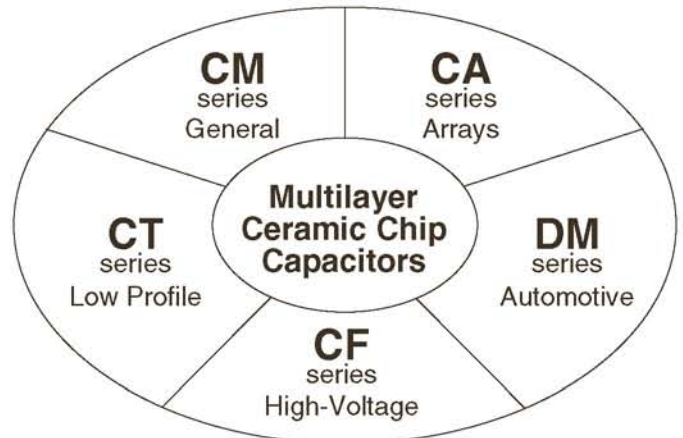 CM
series
General
CA
series
Arrays
Multilayer
Ceramic Chip
Capacitors
CT
series
Low Profile
DM
series
Automotive
CF
series
High-Voltage